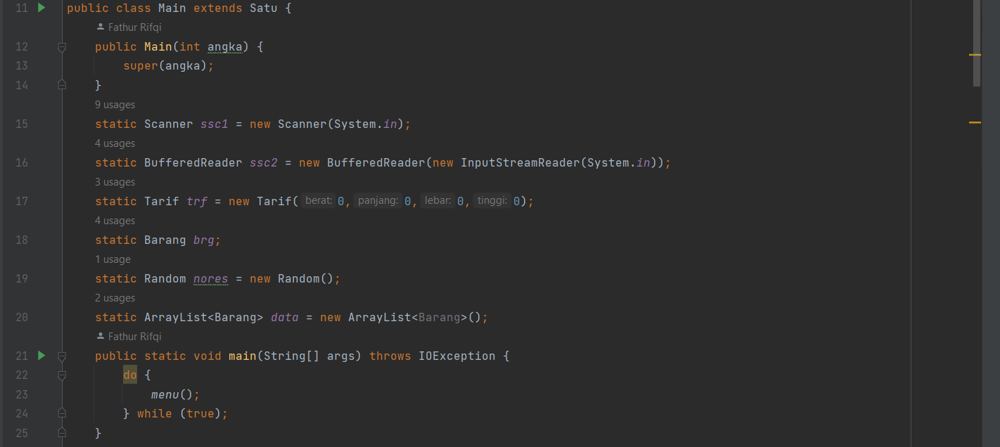 11 public class Main extends Satu {
Fathur Rifqi
12 public Main(int angka) {
13 super(angka);
14 }
9 usages
15 static Scanner ssc1 = new Scanner(System.in);
4 usages
16 static BufferedReader ssc2 = new BufferedReader(new InputStreamReader(System.in));
3 usages
17 static Tarif trf = new Tarif( berat: 0, panjang: 0, lebar: 0, tinggi: 0);
4 usages
18 static Barang brg;
1 usage
19 static Random nores = new Random();
2 usages
20 static ArrayList<Barang> data = new ArrayList<Barang>();
Fathur Rifqi
21 public static void main(String[] args) throws IOException {
22 do {
23 menu();
24 } while (true);
25 }